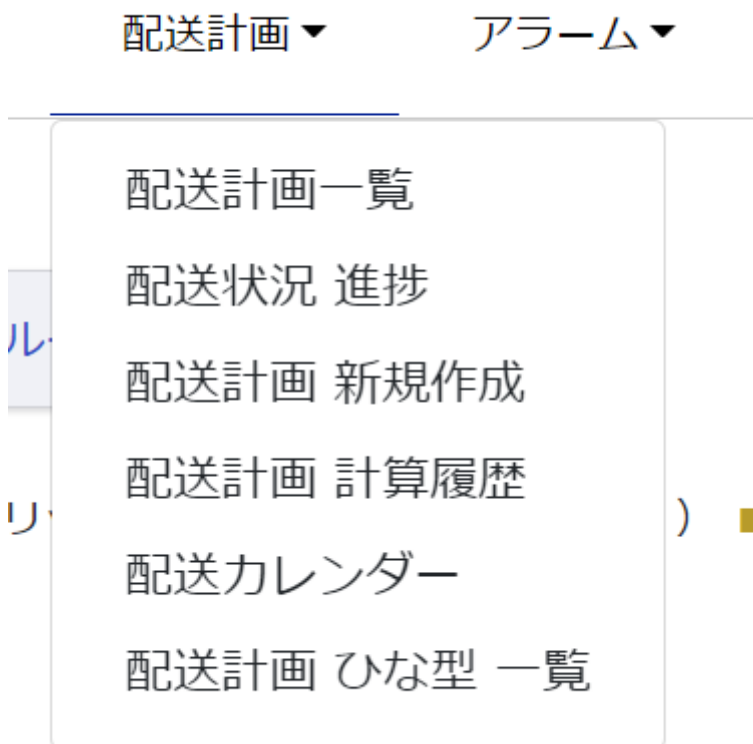 配送計画▼ アラーム▼
配送計画一覧
配送状況 進捗
配送計画 新規作成
配送計画 計算履歴
配送カレンダー
配送計画 ひな型 一覧
)